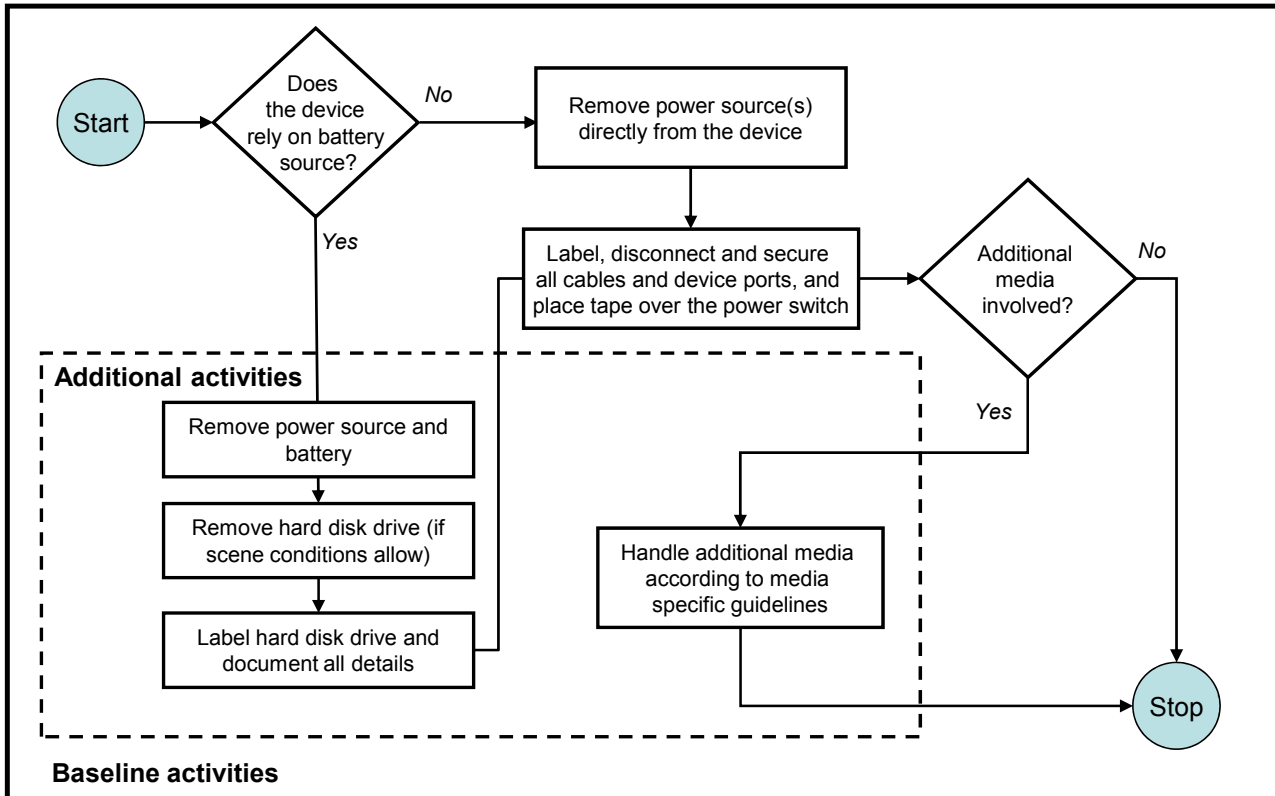 Start
Does
the device
rely on battery
source?
No
Remove power source(s)
directly from the device
Yes
Label, disconnect and secure
all cables and device ports, and
place tape over the power switch
Additional
media
involved?
No
Yes
Additional activities
Remove power source and
battery
Remove hard disk drive (if
scene conditions allow)
Label hard disk drive and
document all details
Handle additional media
according to media
specific guidelines
Stop
Baseline activities